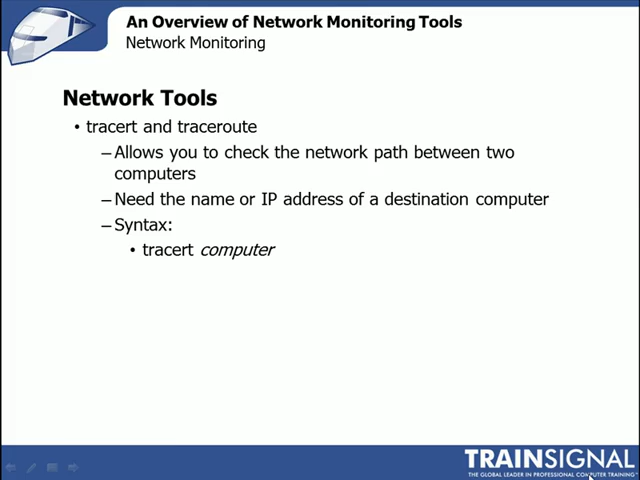 An Overview of Network Monitoring Tools
Network Monitoring
Network Tools
• tracert and traceroute
– Allows you to check the network path between two
computers
– Need the name or IP address of a destination computer
– Syntax:
• tracert computer
TRAINSIGNAL
THE GLOBAL LEADER IN PROFESSIONAL COMPUTER TRAINING